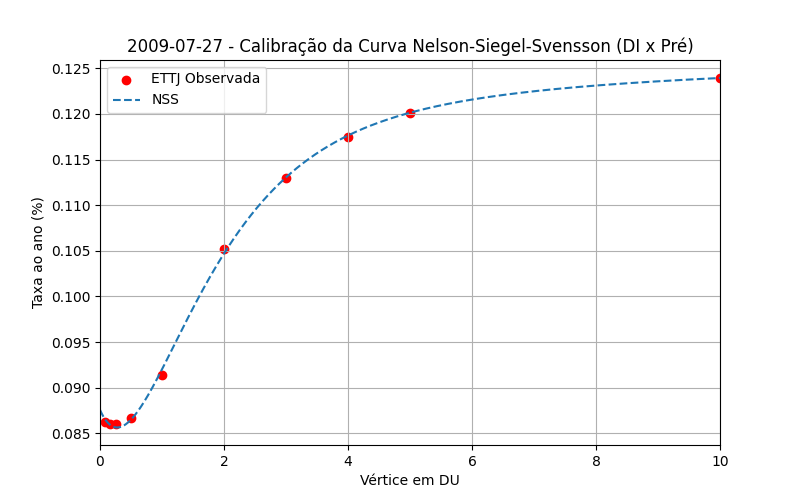 2009-07-27 - Calibração da Curva Nelson-Siegel-Svensson (DI x Pré)
ETTJ Observada
NSS
Taxa ao ano (%)
0.125
0.120
0.115
0.110
0.105
0.100
0.095
0.090
0.085
0 2 4 6 8 10
Vértice em DU